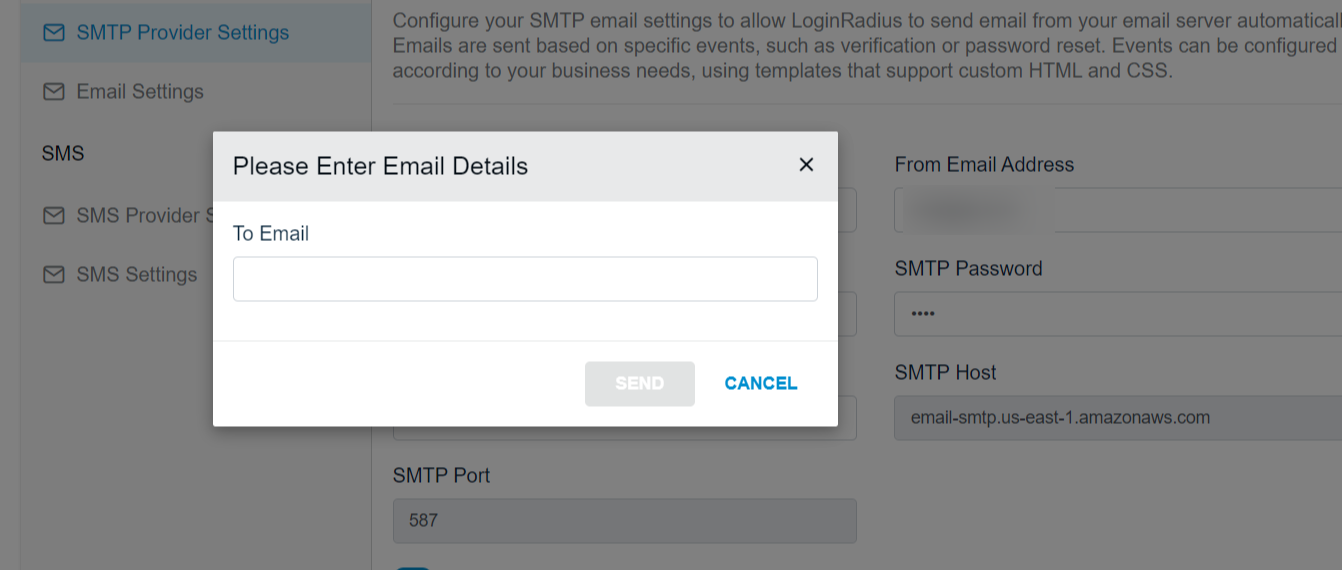 SMTP Provider Settings
Email Settings
SMS
SMS Provider
SMS Settings
Configure your SMTP email settings to allow LoginRadius to send email from your email server
Emails are sent based on specific events, such as verification or password reset. Events can be configured
according to your business needs, using templates that support custom HTML and CSS.
Please Enter Email Details
To Email
SEND
CANCEL
From Email Address
SMTP Password
••••
SMTP Host
email-smtp.us-east-1.amazonaws.com
SMTP Port
587